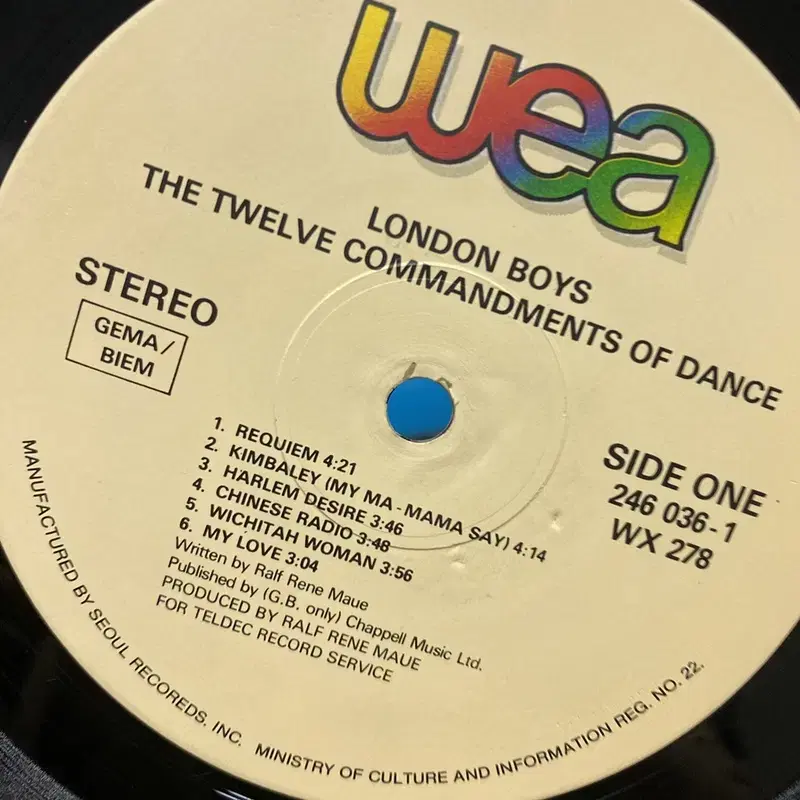 wea
LONDON BOYS
THE TWELVE COMMANDMENTS OF DANCE
STEREO
GEMA/
BIEM
SIDE ONE
246 036-1
WX 278
1. REQUIEM 4:21
2. KIMBALEY (MY MA-MAMA SAY) 4:14
3. HARLEM DESIRE 3:46
4. CHINESE RADIO 3:48
5. WICHITAH WOMAN 3:56
6. MY LOVE 3:04
Written by Ralf Rene Maue
Published by (G.B. only) Chappell Music Ltd.
PRODUCED BY RALF RENE MAUE
FOR TELDEC RECORD SERVICE
MANUFACTURED BY SEOUL RECOREDS, INC. MINISTRY OF CULTURE AND INFORMATION REG. NO. 22.